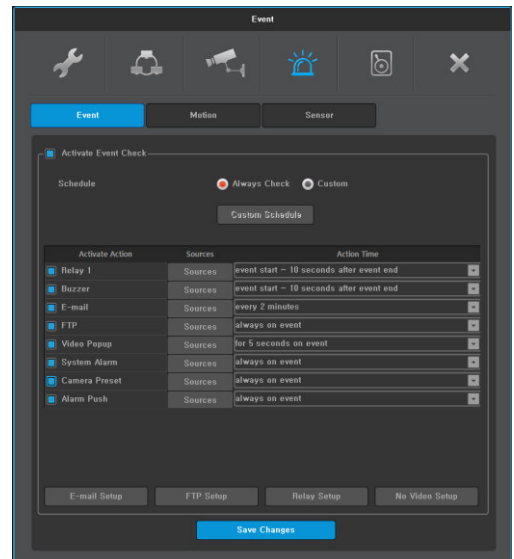 Event
Event Motion Sensor
Activate Event Check
Schedule Always Check Custom
Custom Schedule
Activate Action Sources Action Time
Relay 1 Sources event start – 10 seconds after event end
Buzzer Sources event start – 10 seconds after event end
E-mail Sources every 2 minutes
FTP Sources always on event
Video Popup Sources for 5 seconds on event
System Alarm Sources always on event
Camera Preset Sources always on event
Alarm Push Sources always on event
E-mail Setup FTP Setup Relay Setup No Video Setup
Save Changes